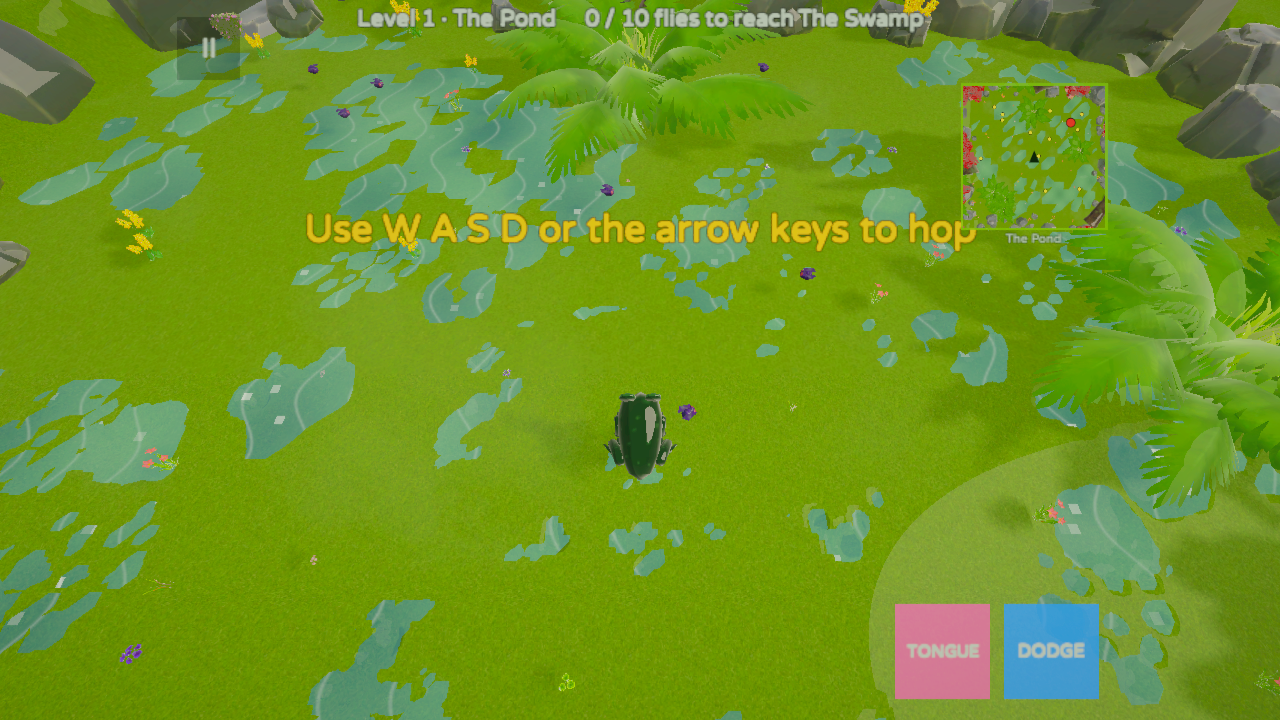 Level 1 · The Pond 0 / 10 flies to reach The Swamp
Use W A S D or the arrow keys to hop
The Pond
TONGUE
DODGE